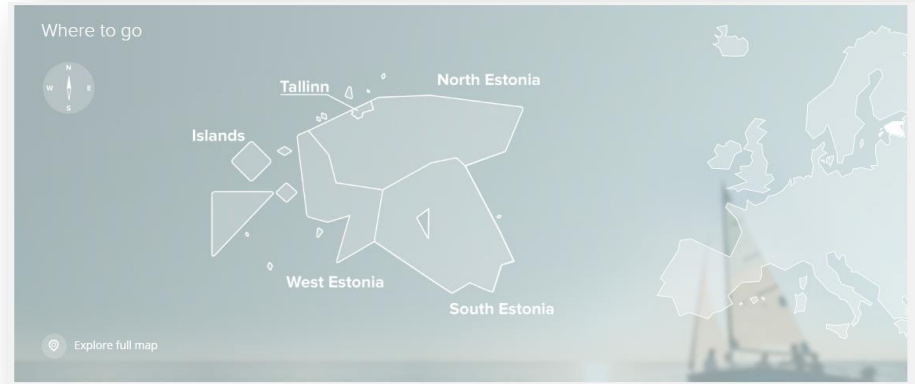 Where to go
N
W E
S
Tallinn
North Estonia
Islands
West Estonia
South Estonia
Explore full map